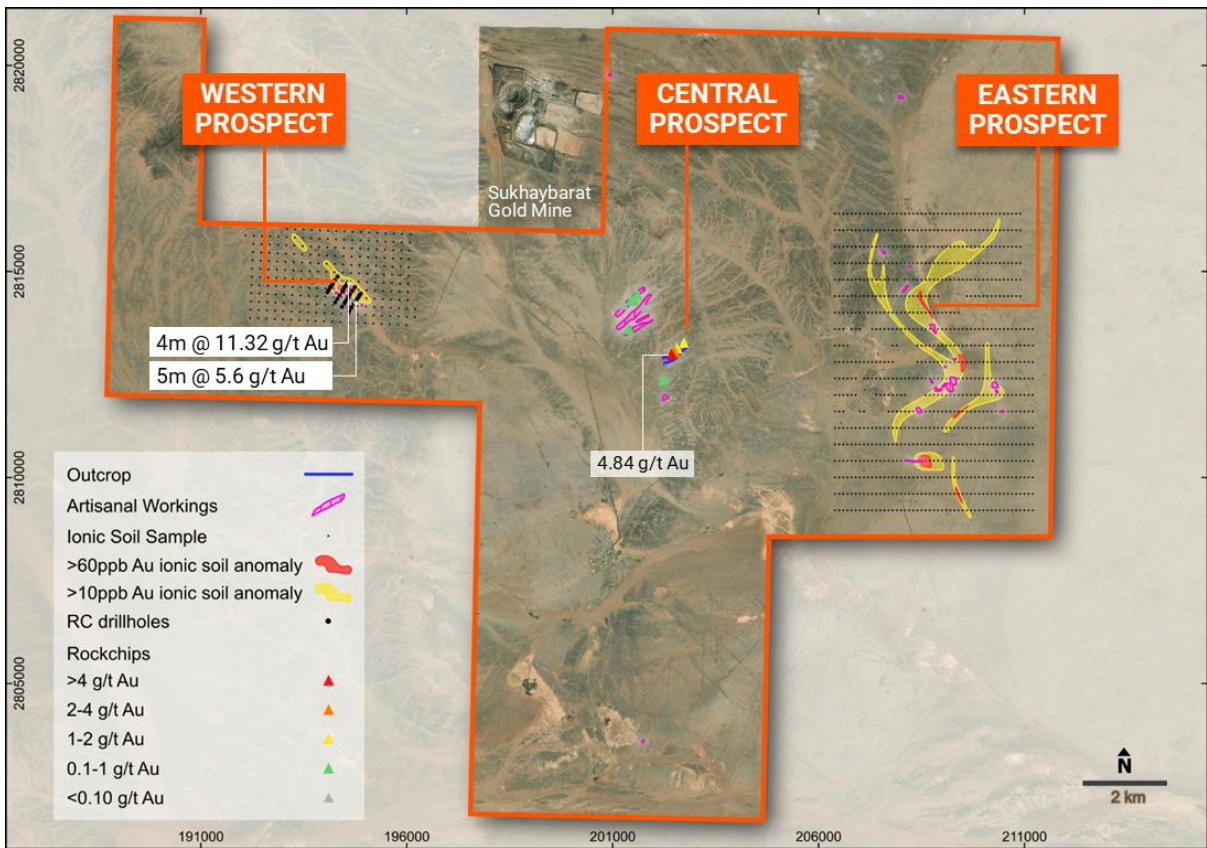 2820000
2815000
2810000
2805000
WESTERN
PROSPECT
CENTRAL
PROSPECT
EASTERN
PROSPECT
Sukhaybarat
Gold Mine
4m @ 11.32 g/t Au
5m @ 5.6 g/t Au
4.84 g/t Au
Outcrop
Artisanal Workings
Ionic Soil Sample
>60ppb Au ionic soil anomaly
>10ppb Au ionic soil anomaly
RC drillholes
Rockchips
>4 g/t Au
2-4 g/t Au
1-2 g/t Au
0.1-1 g/t Au
<0.10 g/t Au
N
2 km
191000
196000
201000
206000
211000